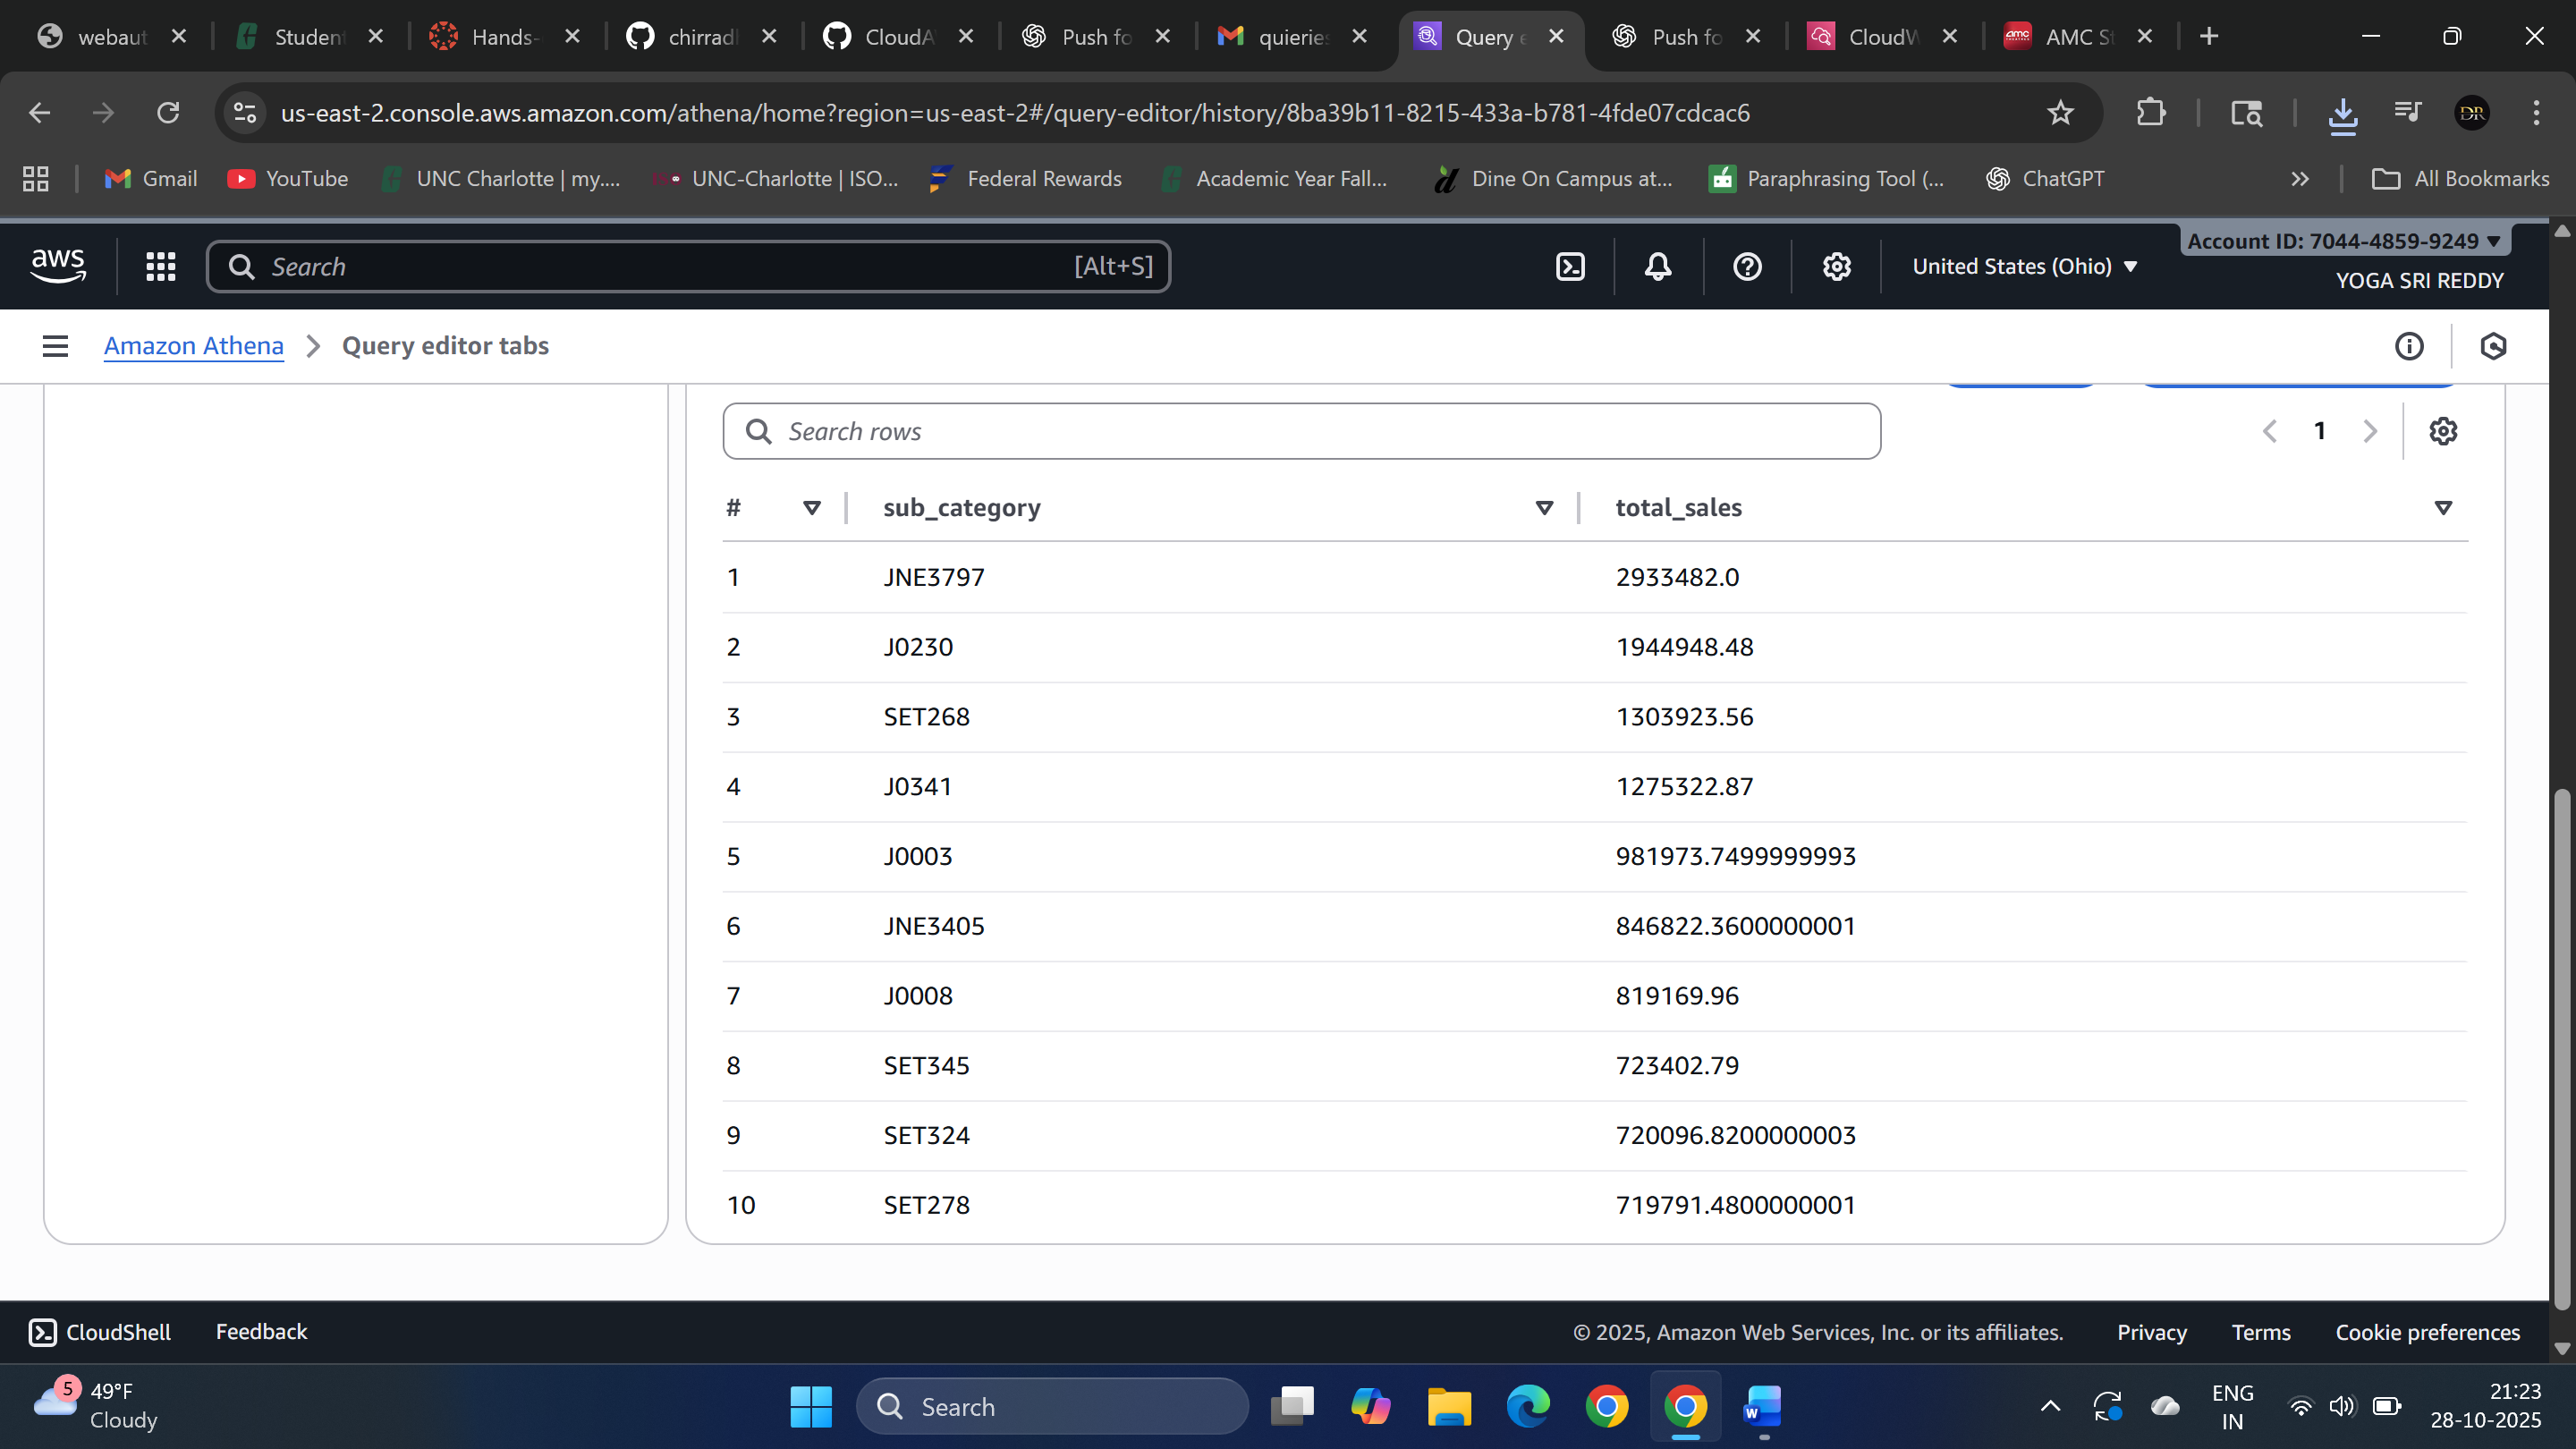 webaut
Studen
Hands-
chirradh
CloudA
Push fo
quieries
Query e
Push fo
CloudW
amc
AMC St
us-east-2.console.aws.amazon.com/athena/home?region=us-east-2#/query-editor/history/8ba39b11-8215-433a-b781-4fde07cdcac6
DR
Gmail
YouTube
UNC Charlotte | my....
UNC-Charlotte | ISO...
Federal Rewards
Academic Year Fall...
Dine On Campus at...
Paraphrasing Tool (...
ChatGPT
All Bookmarks
aws
Search
[Alt+S]
United States (Ohio)
Account ID: 7044-4859-9249
YOGA SRI REDDY
Amazon Athena
Query editor tabs
Search rows
1
# sub_category total_sales
1 JNE3797 2933482.0
2 J0230 1944948.48
3 SET268 1303923.56
4 J0341 1275322.87
5 J0003 981973.7499999993
6 JNE3405 846822.3600000001
7 J0008 819169.96
8 SET345 723402.79
9 SET324 720096.8200000003
10 SET278 719791.4800000001
CloudShell
Feedback
© 2025, Amazon Web Services, Inc. or its affiliates.
Privacy
Terms
Cookie preferences
5
49°F
Cloudy
Search
W
ENG
IN
21:23
28-10-2025